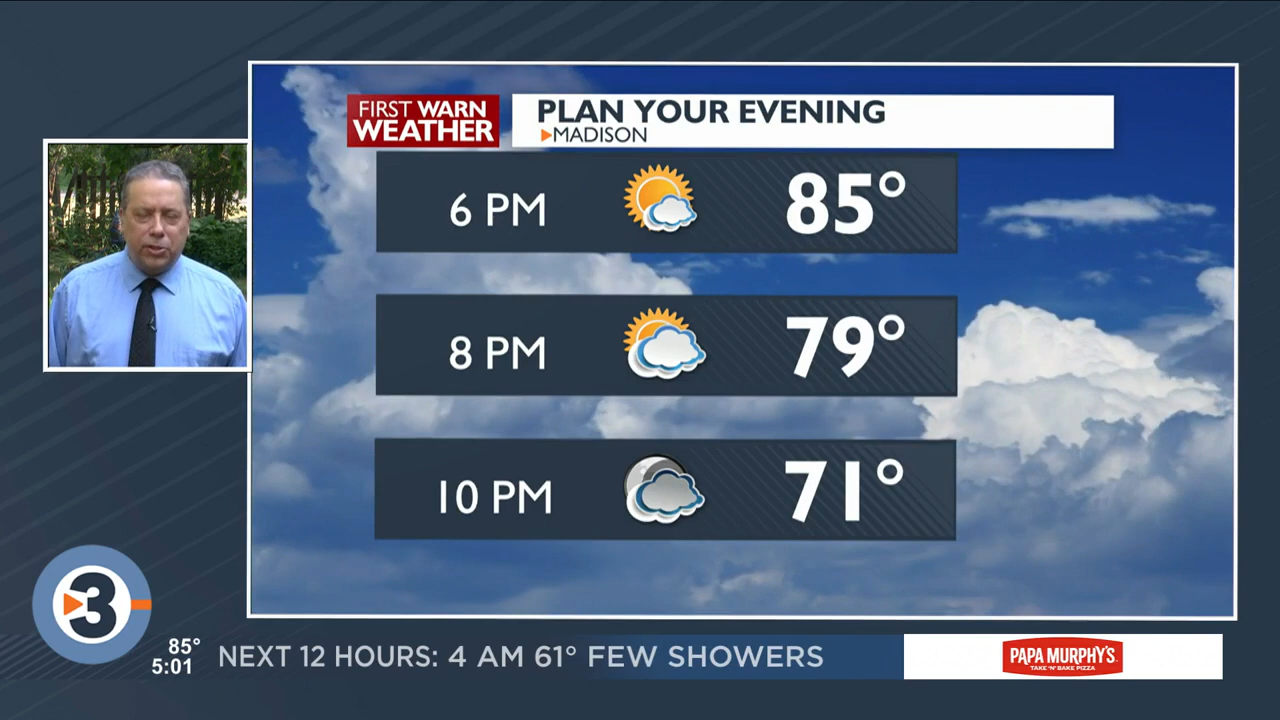 FIRST WARN
WEATHER
PLAN YOUR EVENING
MADISON
6 PM 85°
8 PM 79°
10 PM 71°
3
85°
5:01
NEXT 12 HOURS: 4 AM 61° FEW SHOWERS
PAPA MURPHY'S
TAKE 'N' BAKE PIZZA